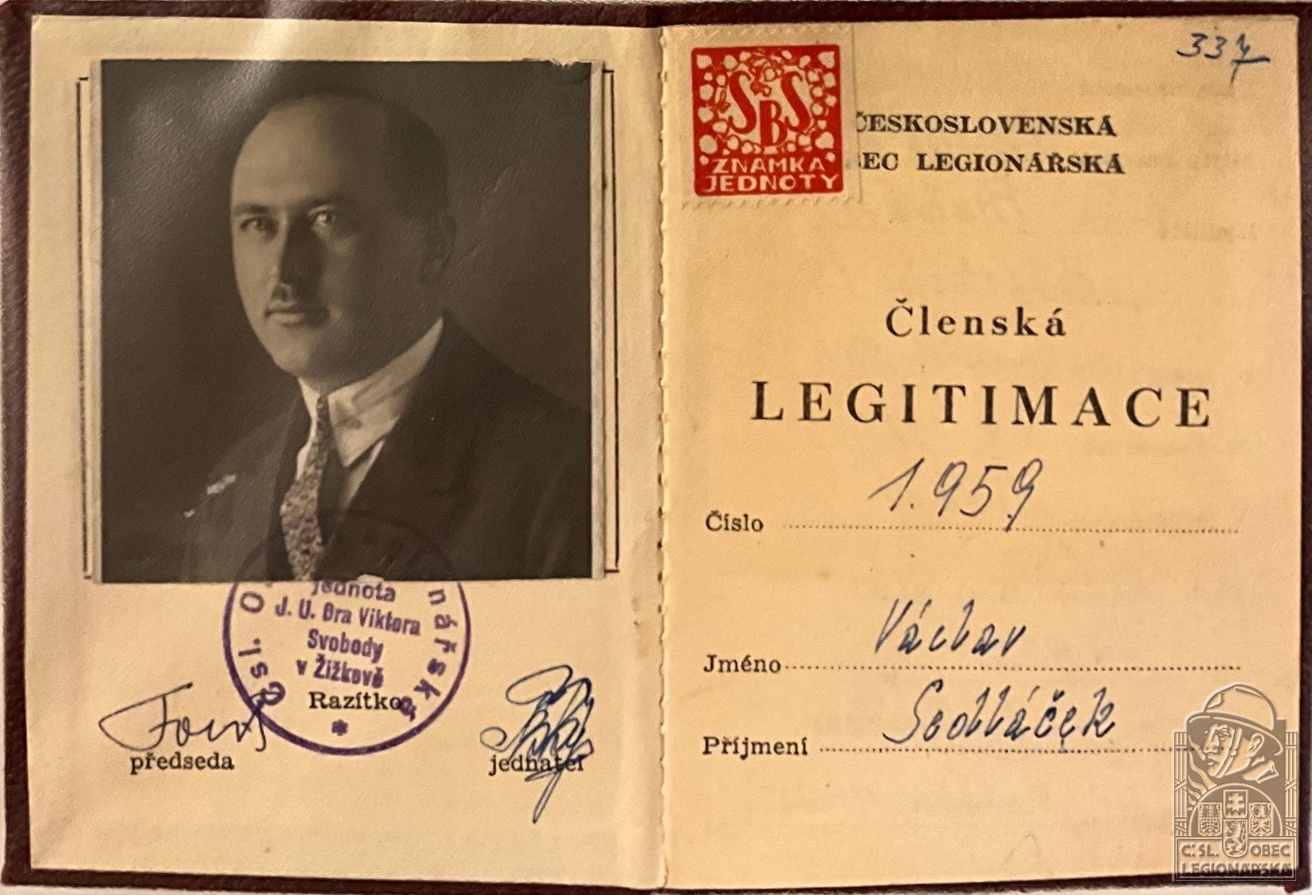 jednota
J. U. Dra Viktora
Svobody
v Žižkově
Razítko
předseda
jednatel
337
SBS
ZNÁMKA
JEDNOTY
ČESKOSLOVENSKÁ
OBEC LEGIONÁŘSKÁ
Členská
LEGITIMACE
Číslo 1.959
Jméno Václav
Příjmení Sedláček
Č.SL. OBEC
LEGIONÁŘSKÁ